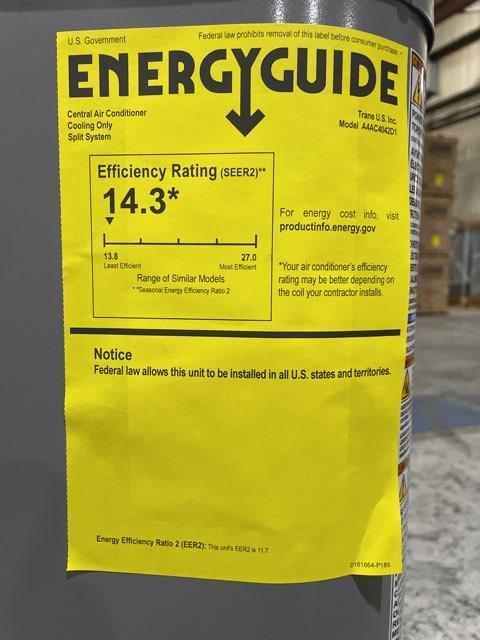 U.S. Government
Federal law prohibits removal of this label before consumer purchase.
ENERGYGUIDE
Central Air Conditioner
Cooling Only
Split System
Trane U.S. Inc.
Model A4AC4042D1
Efficiency Rating (SEER2)**
14.3*
13.8
Least Efficient
27.0
Most Efficient
Range of Similar Models
* *Seasonal Energy Efficiency Ratio 2
For energy cost info, visit
productinfo.energy.gov
*Your air conditioner's efficiency
rating may be better depending on
the coil your contractor installs.
Notice
Federal law allows this unit to be installed in all U.S. states and territories.
Energy Efficiency Ratio 2 (EER2): This unit's EER2 is 11.7.
0161664-P185